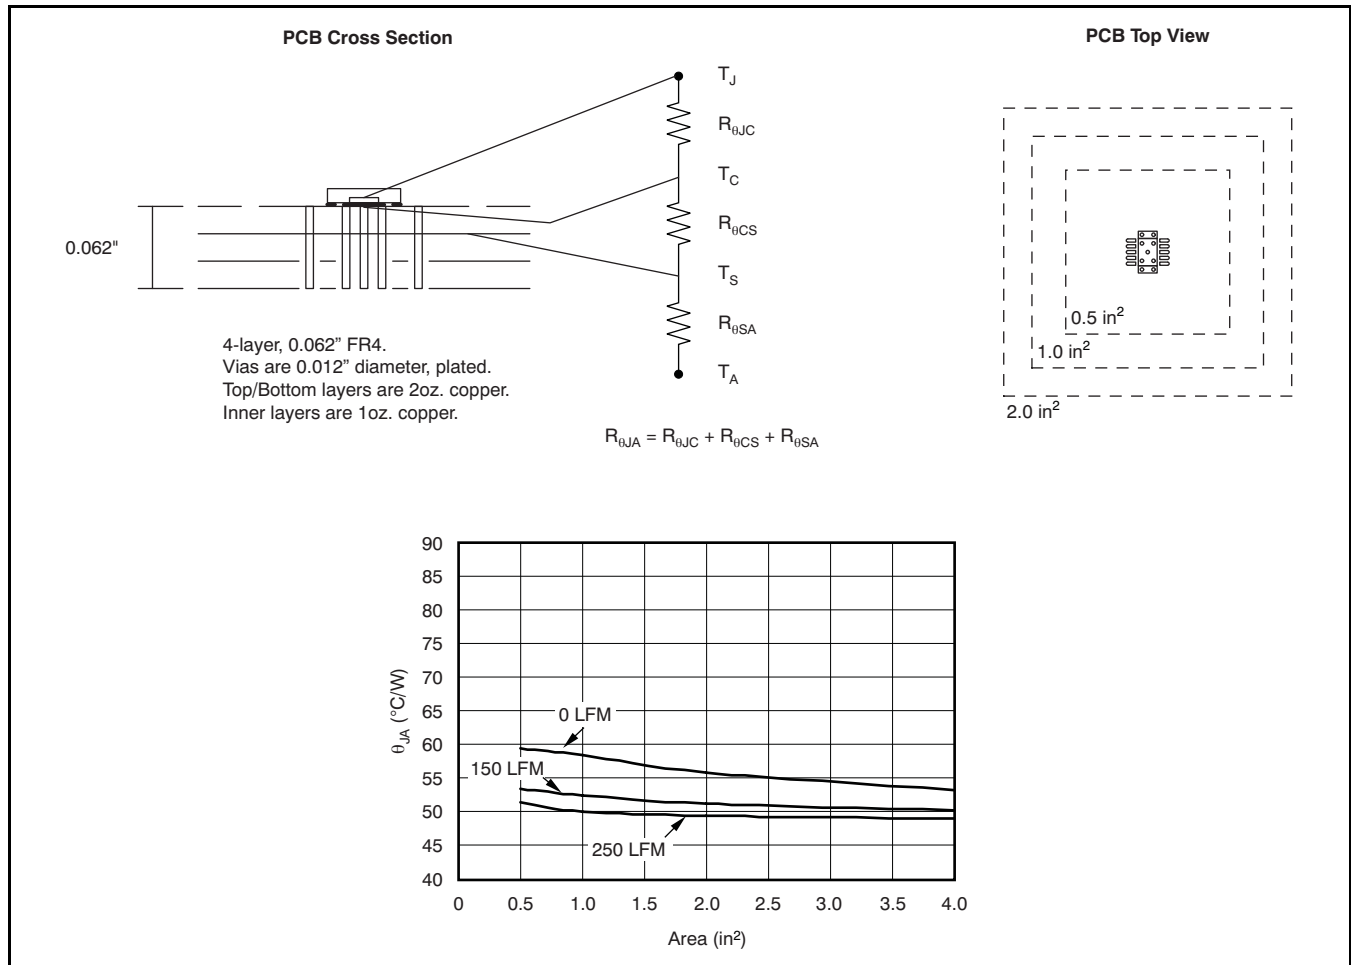 PCB Cross Section
PCB Top View
T_J
R_θJC
T_C
R_θCS
T_S
R_θSA
T_A
0.062"
4-layer, 0.062” FR4.
Vias are 0.012” diameter, plated.
Top/Bottom layers are 2oz. copper.
Inner layers are 1oz. copper.
R_θJA = R_θJC + R_θCS + R_θSA
0.5 in²
1.0 in²
2.0 in²
90
85
80
75
70
65
60
55
50
45
40
θ_JA (°C/W)
0 LFM
150 LFM
250 LFM
0 0.5 1.0 1.5 2.0 2.5 3.0 3.5 4.0
Area (in²)